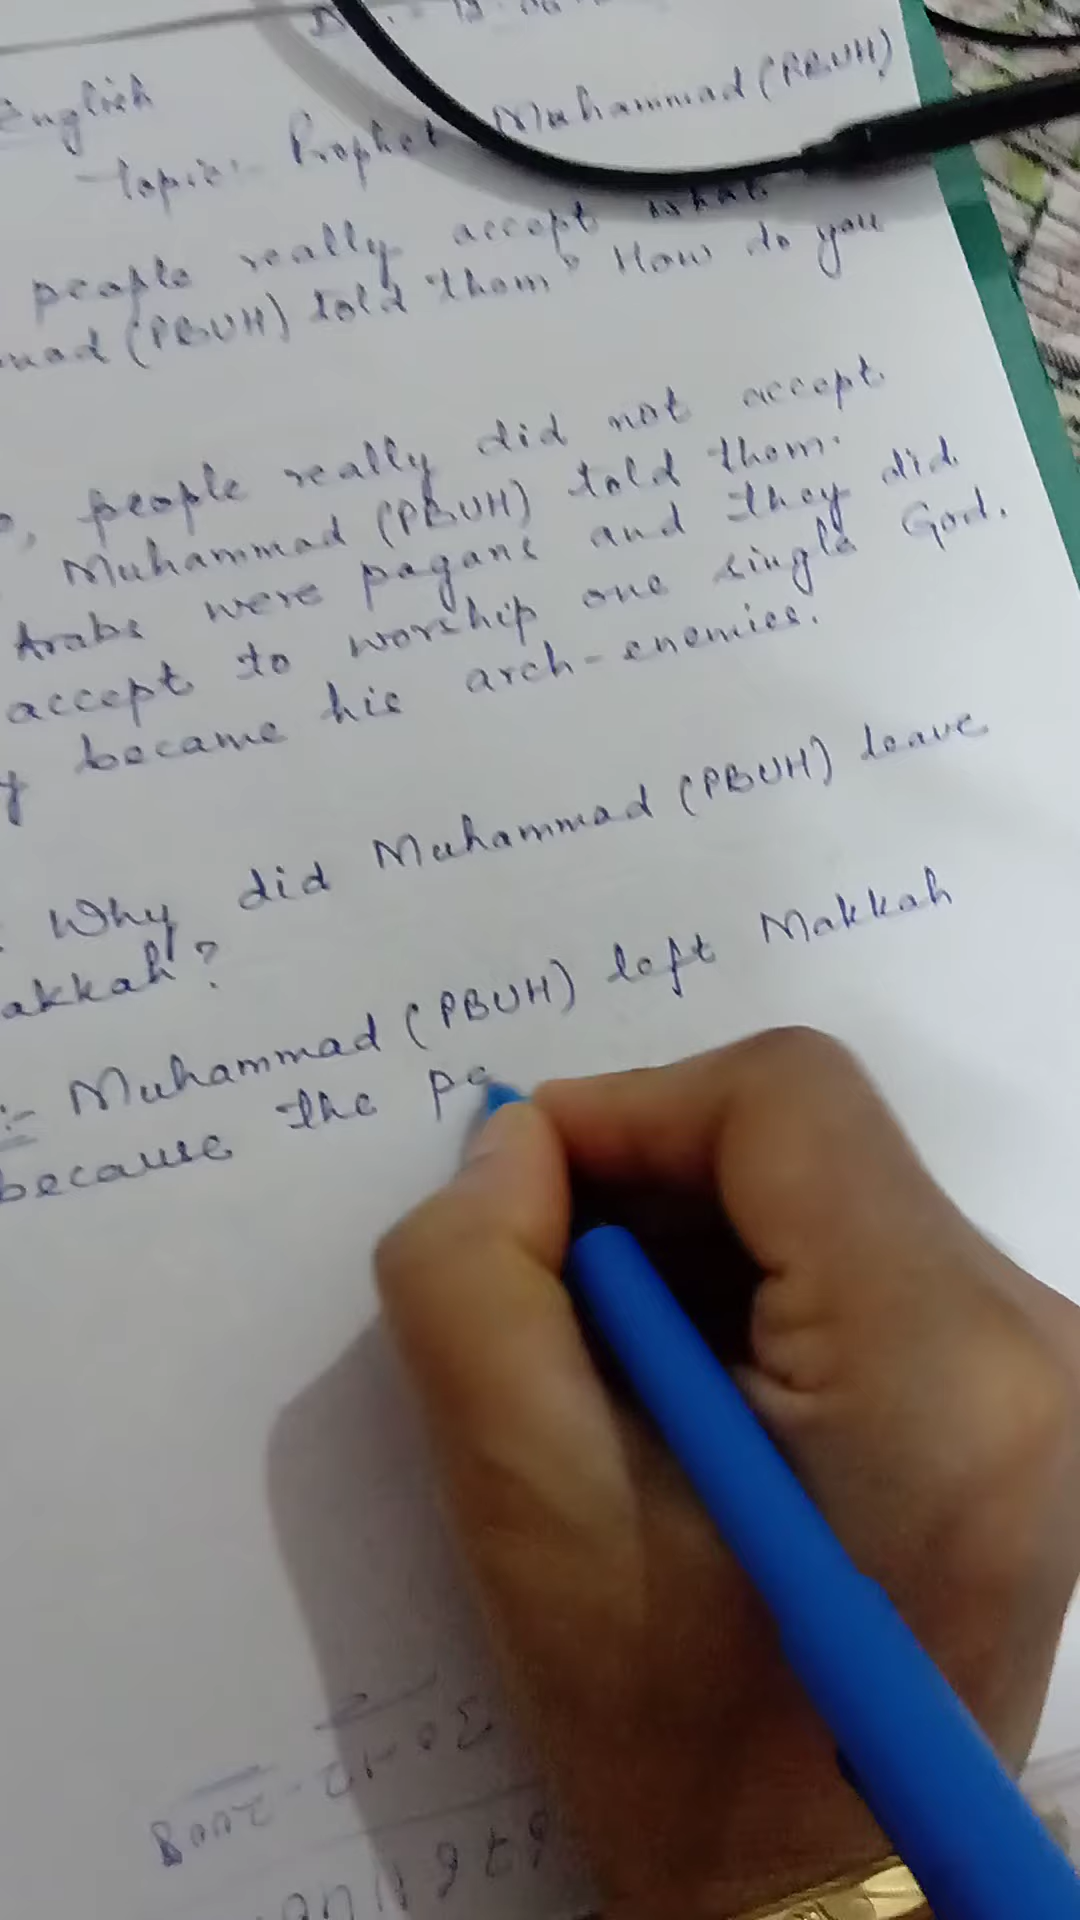 English
Topic:- Prophet Muhammad (PBUH)
people really accept what
mad (PBUH) told them? How do you
people really did not accept
Muhammad (PBUH) told them.
Arabs were pagans and they did
accept to worship one single God.
y became his arch-enemies.
Why did Muhammad (PBUH) leave
akkah?
:- Muhammad (PBUH) left Makkah
because the pa